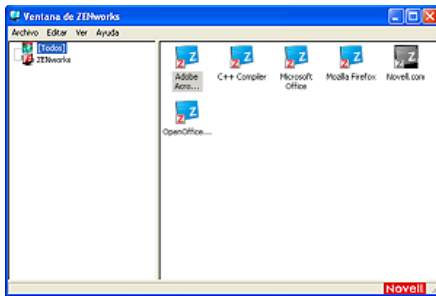 Ventana de ZENworks
Archivo Editar Ver Ayuda
[Todos]
ZENworks
Adobe Acro...
C++ Compiler
Microsoft Office
Mozilla Firefox
Novell.com
OpenOffice....
Novell.